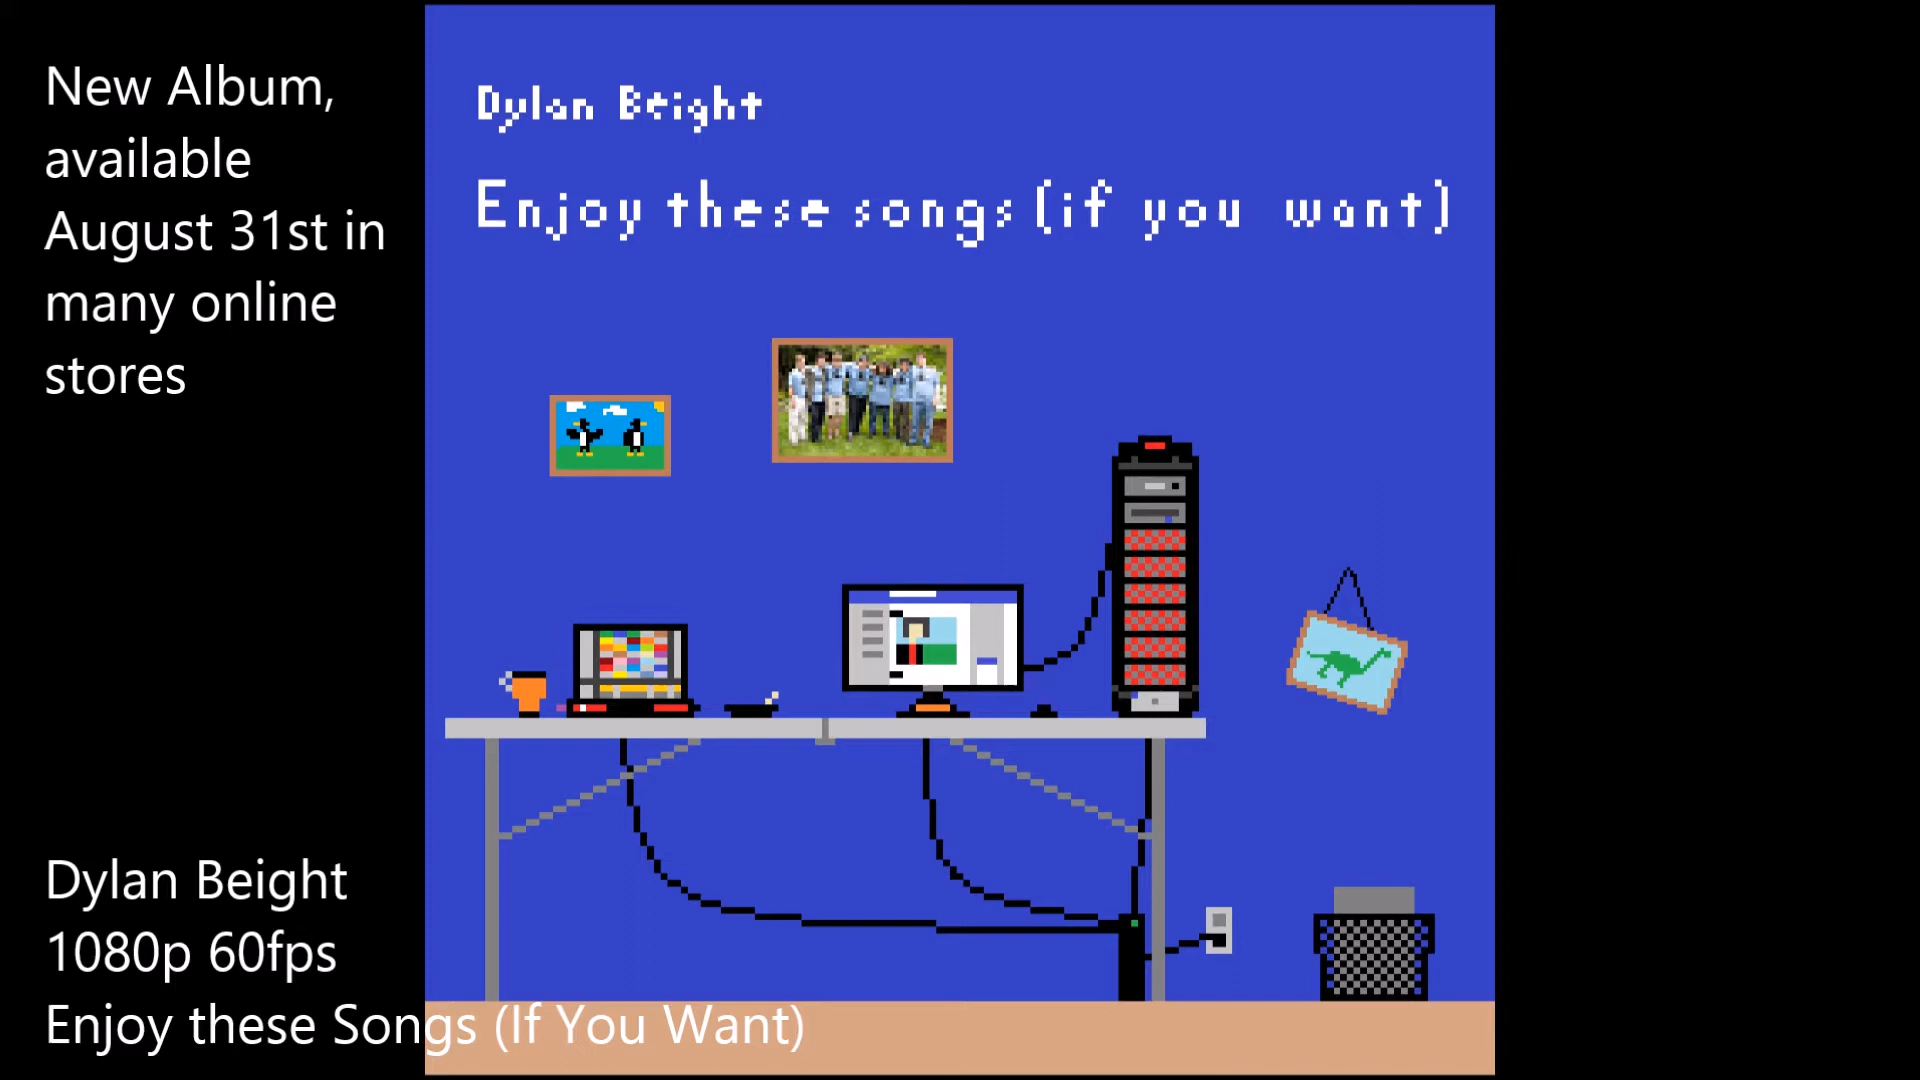 New Album,
available
August 31st in
many online
stores
Dylan Beight
Enjoy these songs (if you want)
Dylan Beight
1080p 60fps
Enjoy these Songs (If You Want)